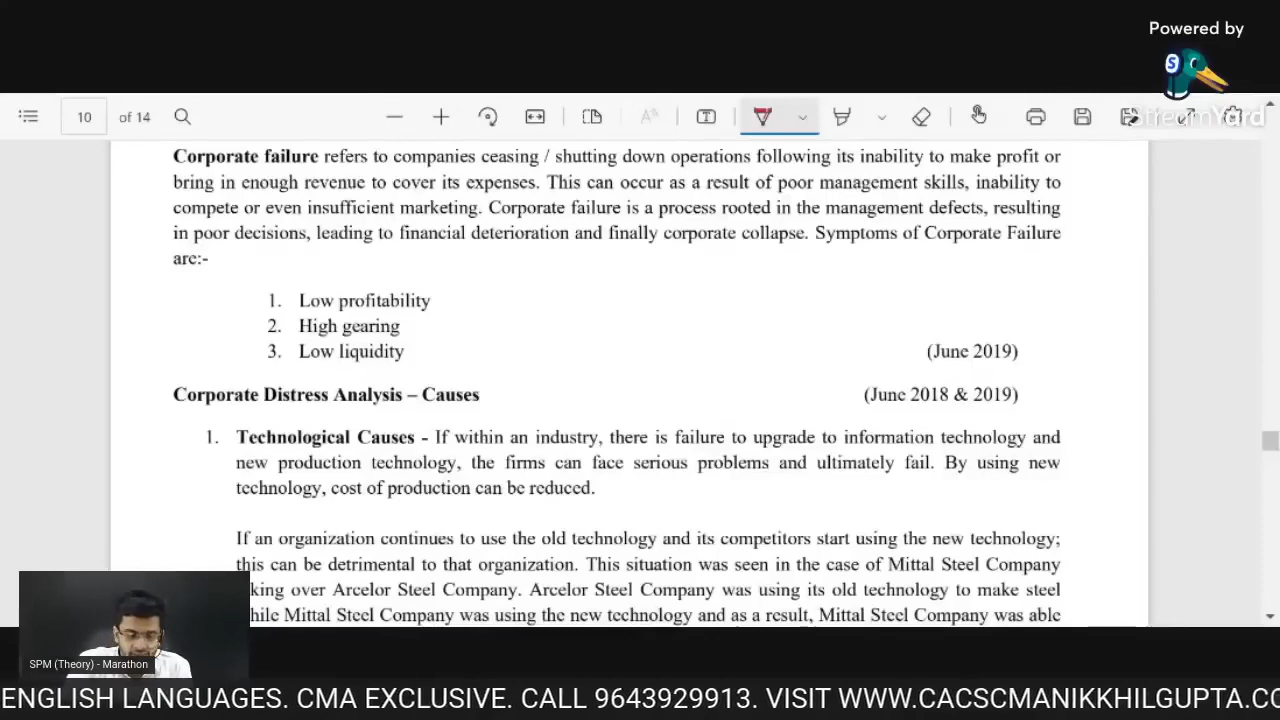 Powered by
S
10 of 14
StreamYard
Corporate failure refers to companies ceasing / shutting down operations following its inability to make profit or
bring in enough revenue to cover its expenses. This can occur as a result of poor management skills, inability to
compete or even insufficient marketing. Corporate failure is a process rooted in the management defects, resulting
in poor decisions, leading to financial deterioration and finally corporate collapse. Symptoms of Corporate Failure
are:-
1. Low profitability
2. High gearing
3. Low liquidity (June 2019)
Corporate Distress Analysis – Causes (June 2018 & 2019)
1. Technological Causes - If within an industry, there is failure to upgrade to information technology and
new production technology, the firms can face serious problems and ultimately fail. By using new
technology, cost of production can be reduced.
If an organization continues to use the old technology and its competitors start using the new technology;
this can be detrimental to that organization. This situation was seen in the case of Mittal Steel Company
king over Arcelor Steel Company. Arcelor Steel Company was using its old technology to make steel
hile Mittal Steel Company was using the new technology and as a result, Mittal Steel Company was able
SPM (Theory) - Marathon
ENGLISH LANGUAGES. CMA EXCLUSIVE. CALL 9643929913. VISIT WWW.CACSCMANIKKHILGUPTA.CO